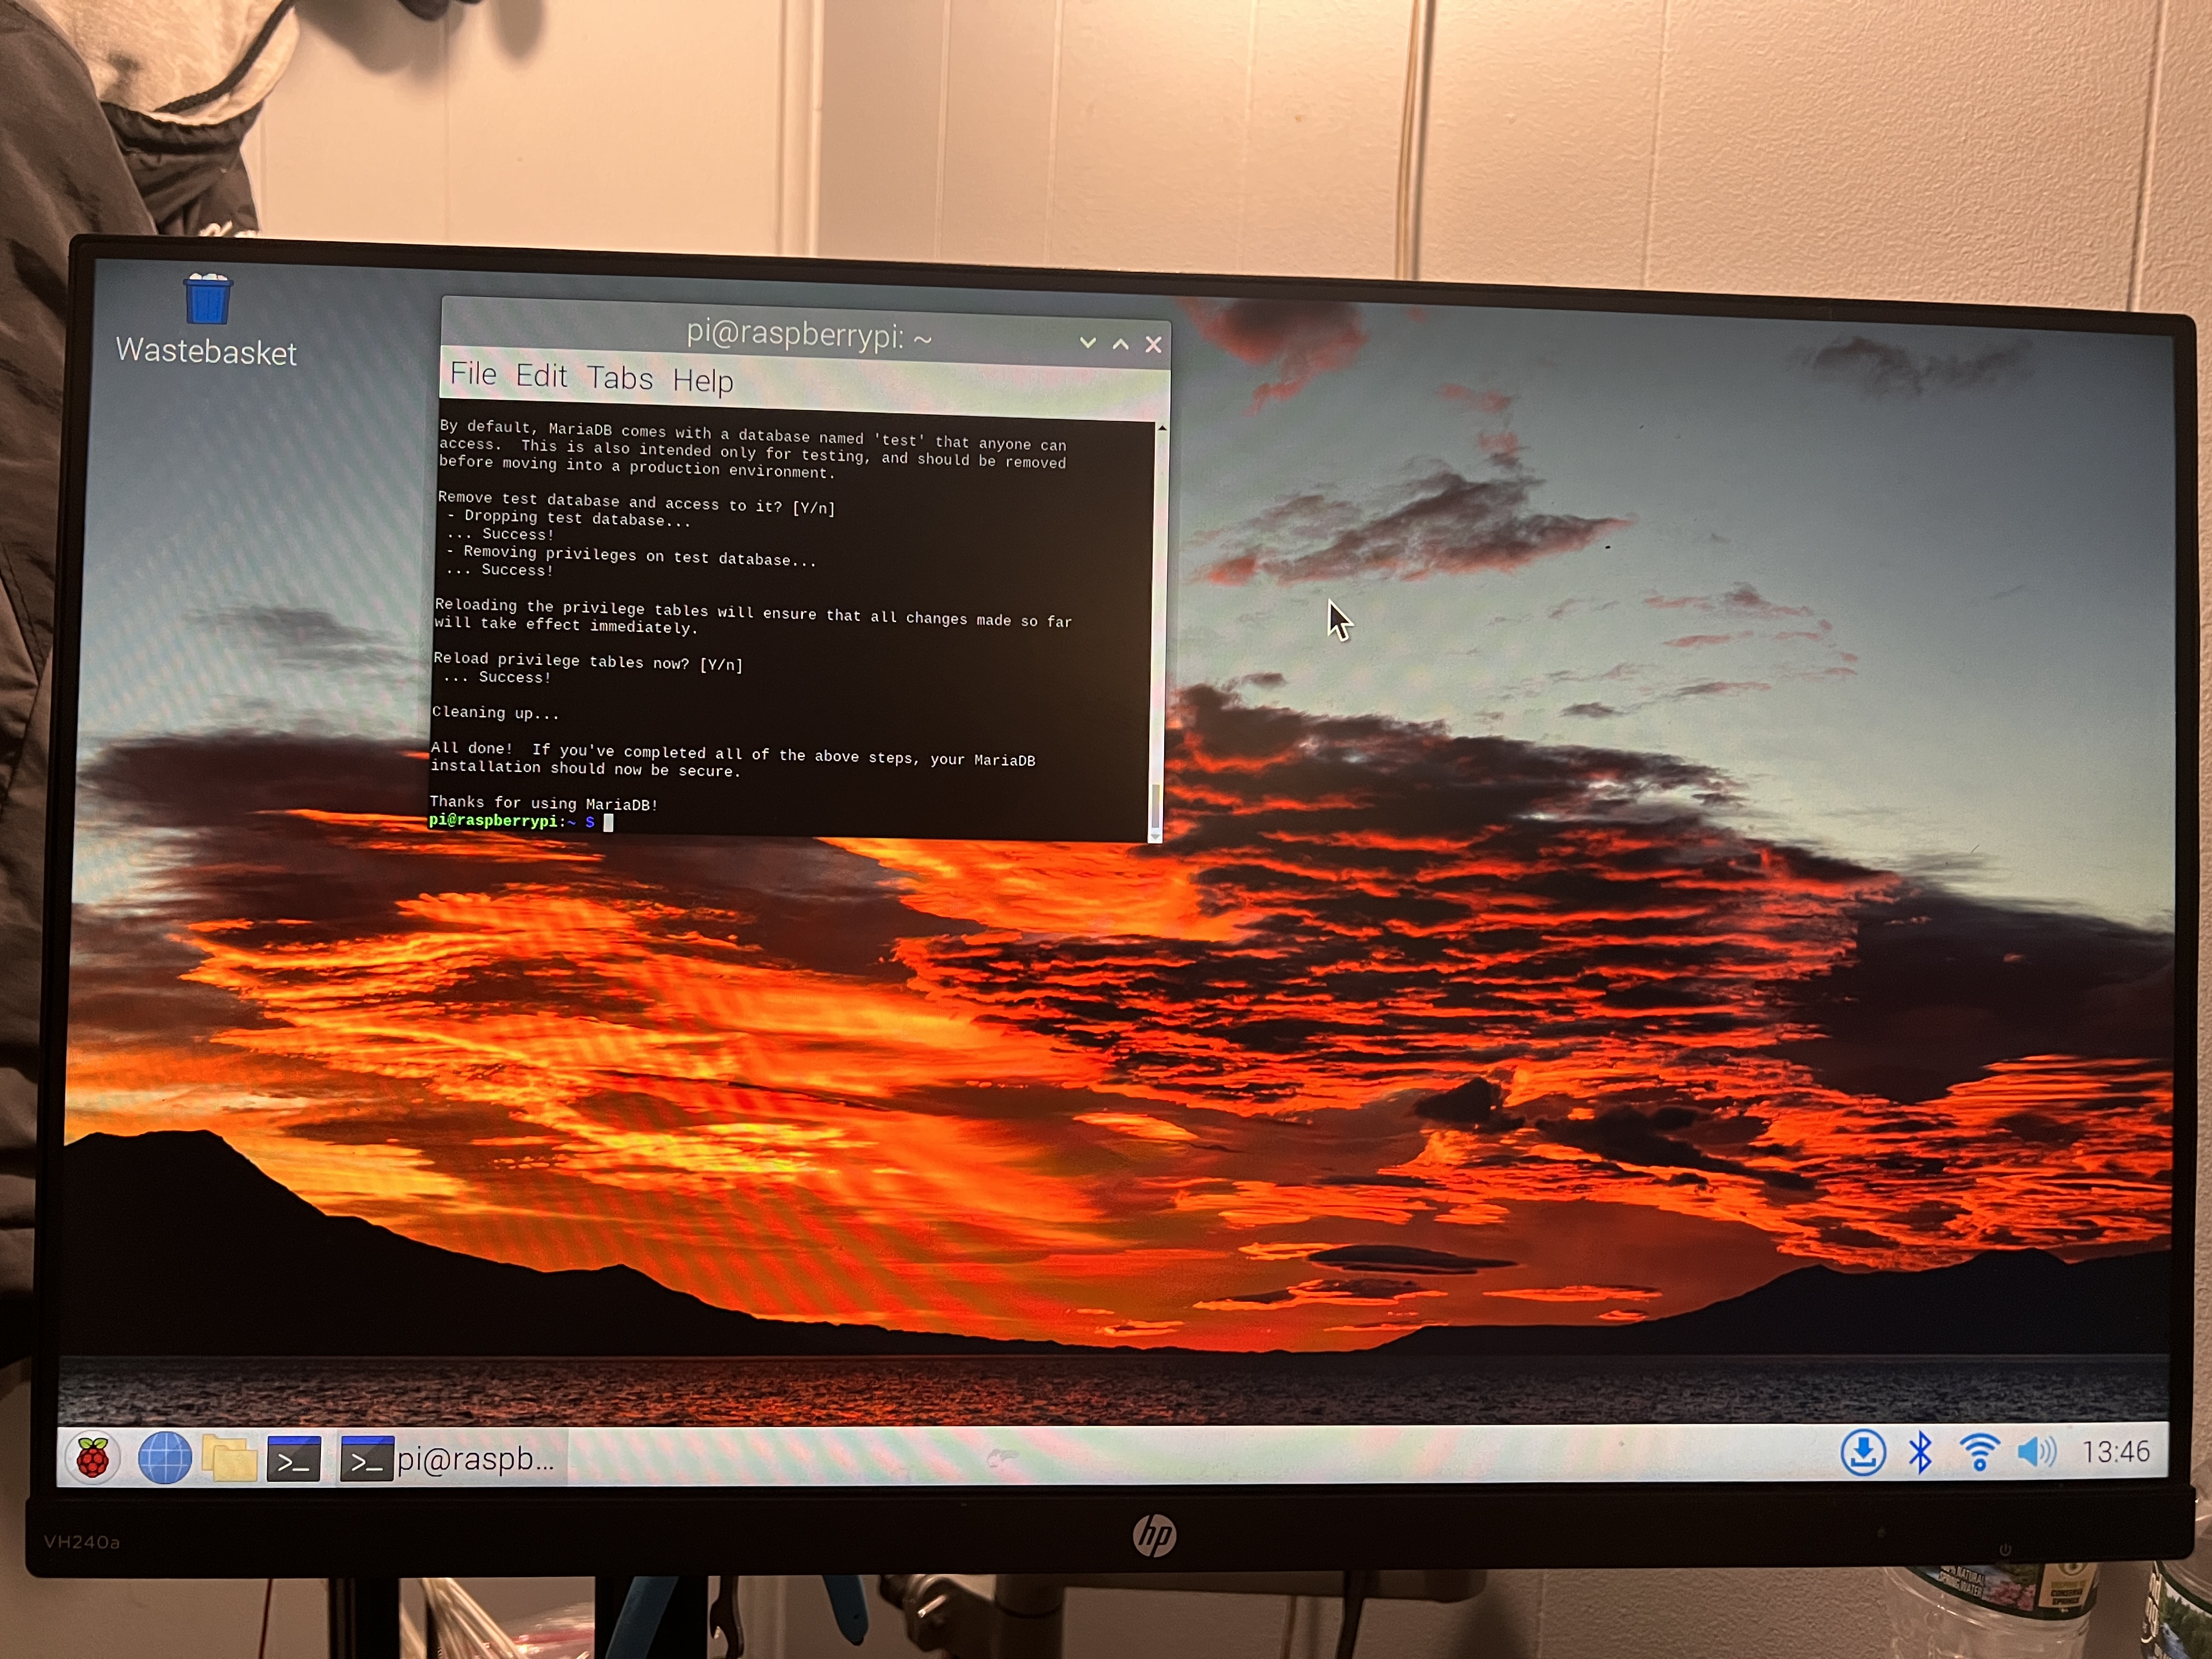 Wastebasket
pi@raspberrypi: ~
File Edit Tabs Help
By default, MariaDB comes with a database named 'test' that anyone can
access.  This is also intended only for testing, and should be removed
before moving into a production environment.
Remove test database and access to it? [Y/n]
 - Dropping test database...
 ... Success!
 - Removing privileges on test database...
 ... Success!
Reloading the privilege tables will ensure that all changes made so far
will take effect immediately.
Reload privilege tables now? [Y/n]
 ... Success!
Cleaning up...
All done!  If you've completed all of the above steps, your MariaDB
installation should now be secure.
Thanks for using MariaDB!
pi@raspberrypi:~ $
>_
>_ pi@raspb...
13:46
VH240a
hp
NATURAL
SPRING WATER